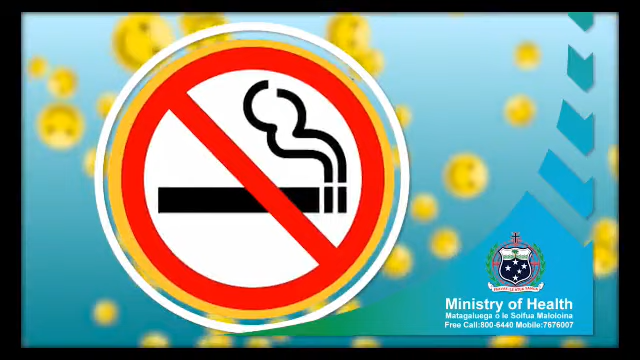 Ministry of Health
Matagaluega o le Soifua Maloloina
Free Call:800-6440 Mobile:7676007